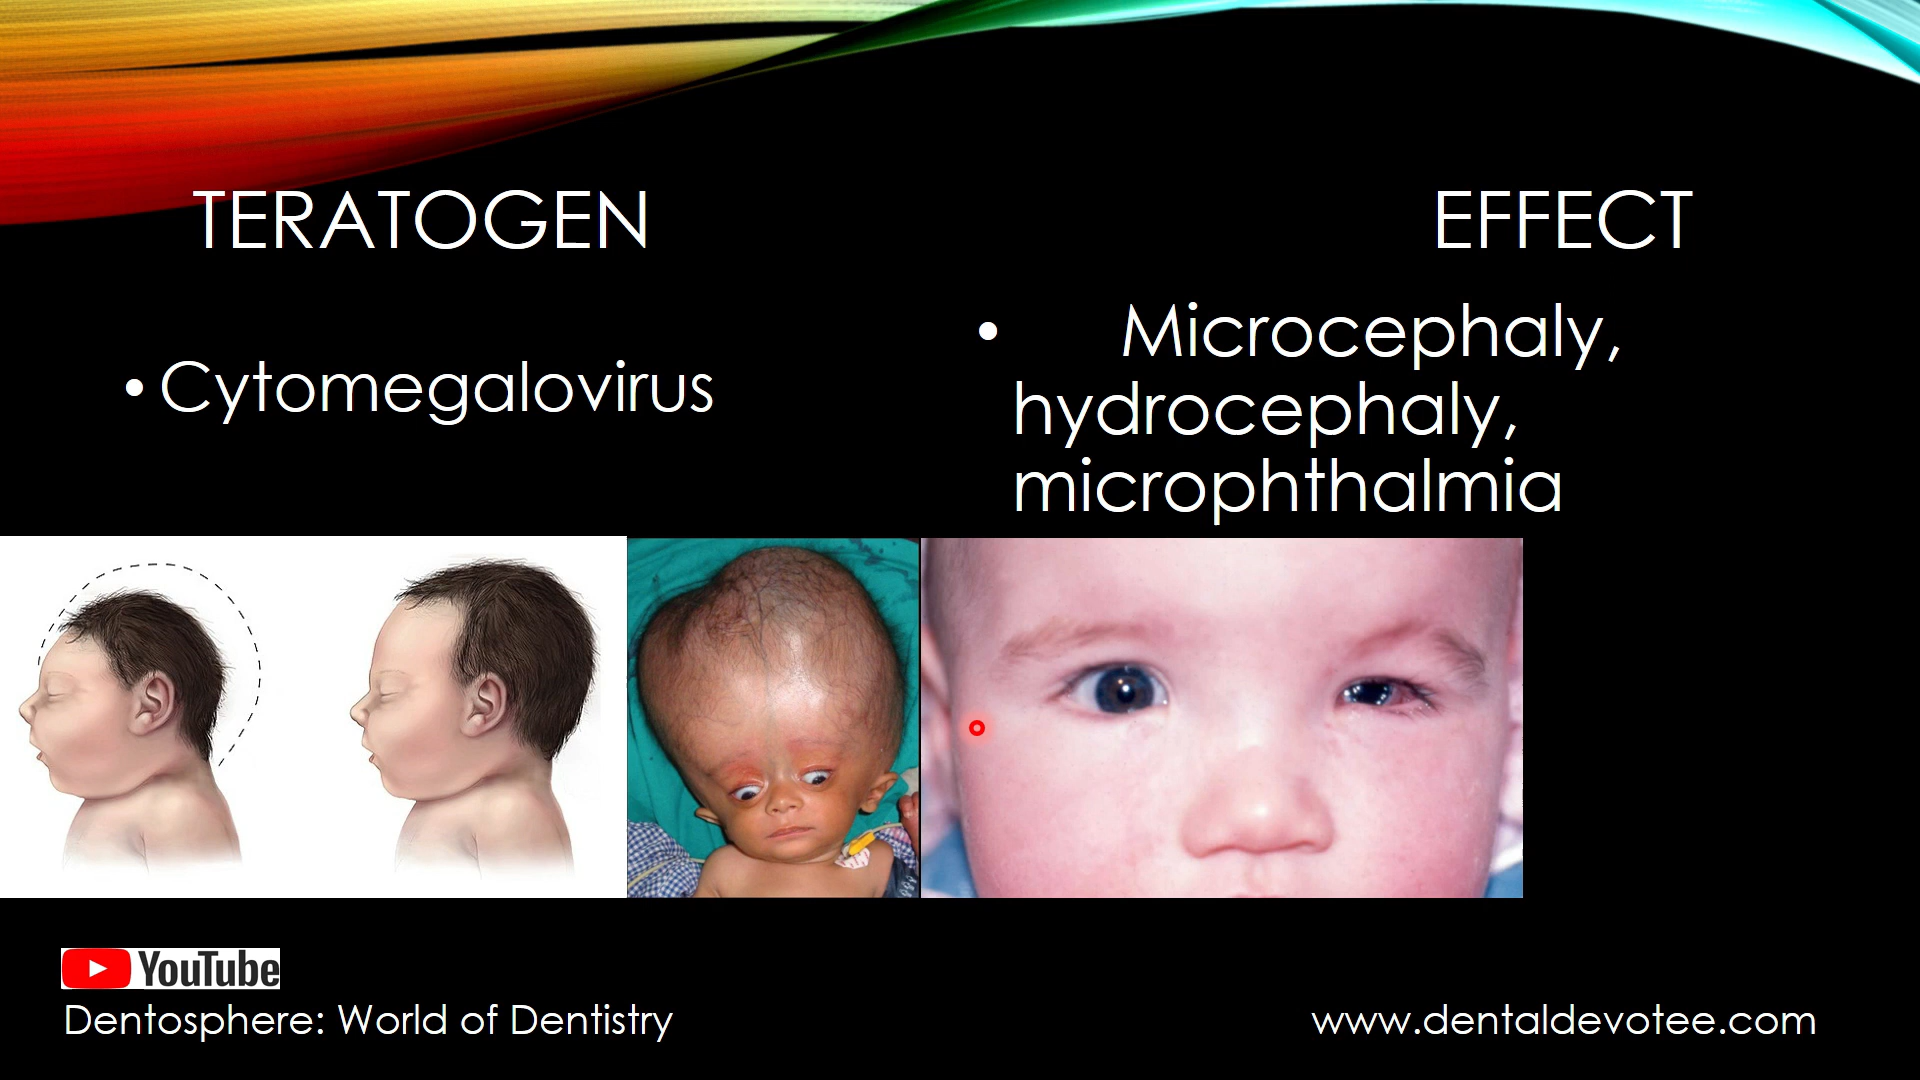 TERATOGEN
EFFECT
• Cytomegalovirus
• Microcephaly,
hydrocephaly,
microphthalmia
YouTube
Dentosphere: World of Dentistry
www.dentaldevotee.com